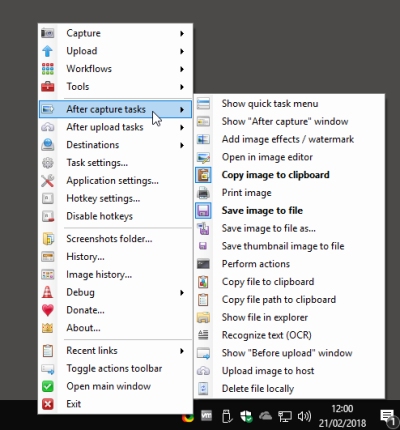 Capture
Upload
Workflows
Tools
After capture tasks
After upload tasks
Destinations
Task settings...
Application settings...
Hotkey settings...
Disable hotkeys
Screenshots folder...
History...
Image history...
Debug
Donate...
About...
Recent links
Toggle actions toolbar
Open main window
Exit
Show quick task menu
Show "After capture" window
Add image effects / watermark
Open in image editor
Copy image to clipboard
Print image
Save image to file
Save image to file as...
Save thumbnail image to file
Perform actions
Copy file to clipboard
Copy file path to clipboard
Show file in explorer
Recognize text (OCR)
Show "Before upload" window
Upload image to host
Delete file locally
12:00
21/02/2018
1